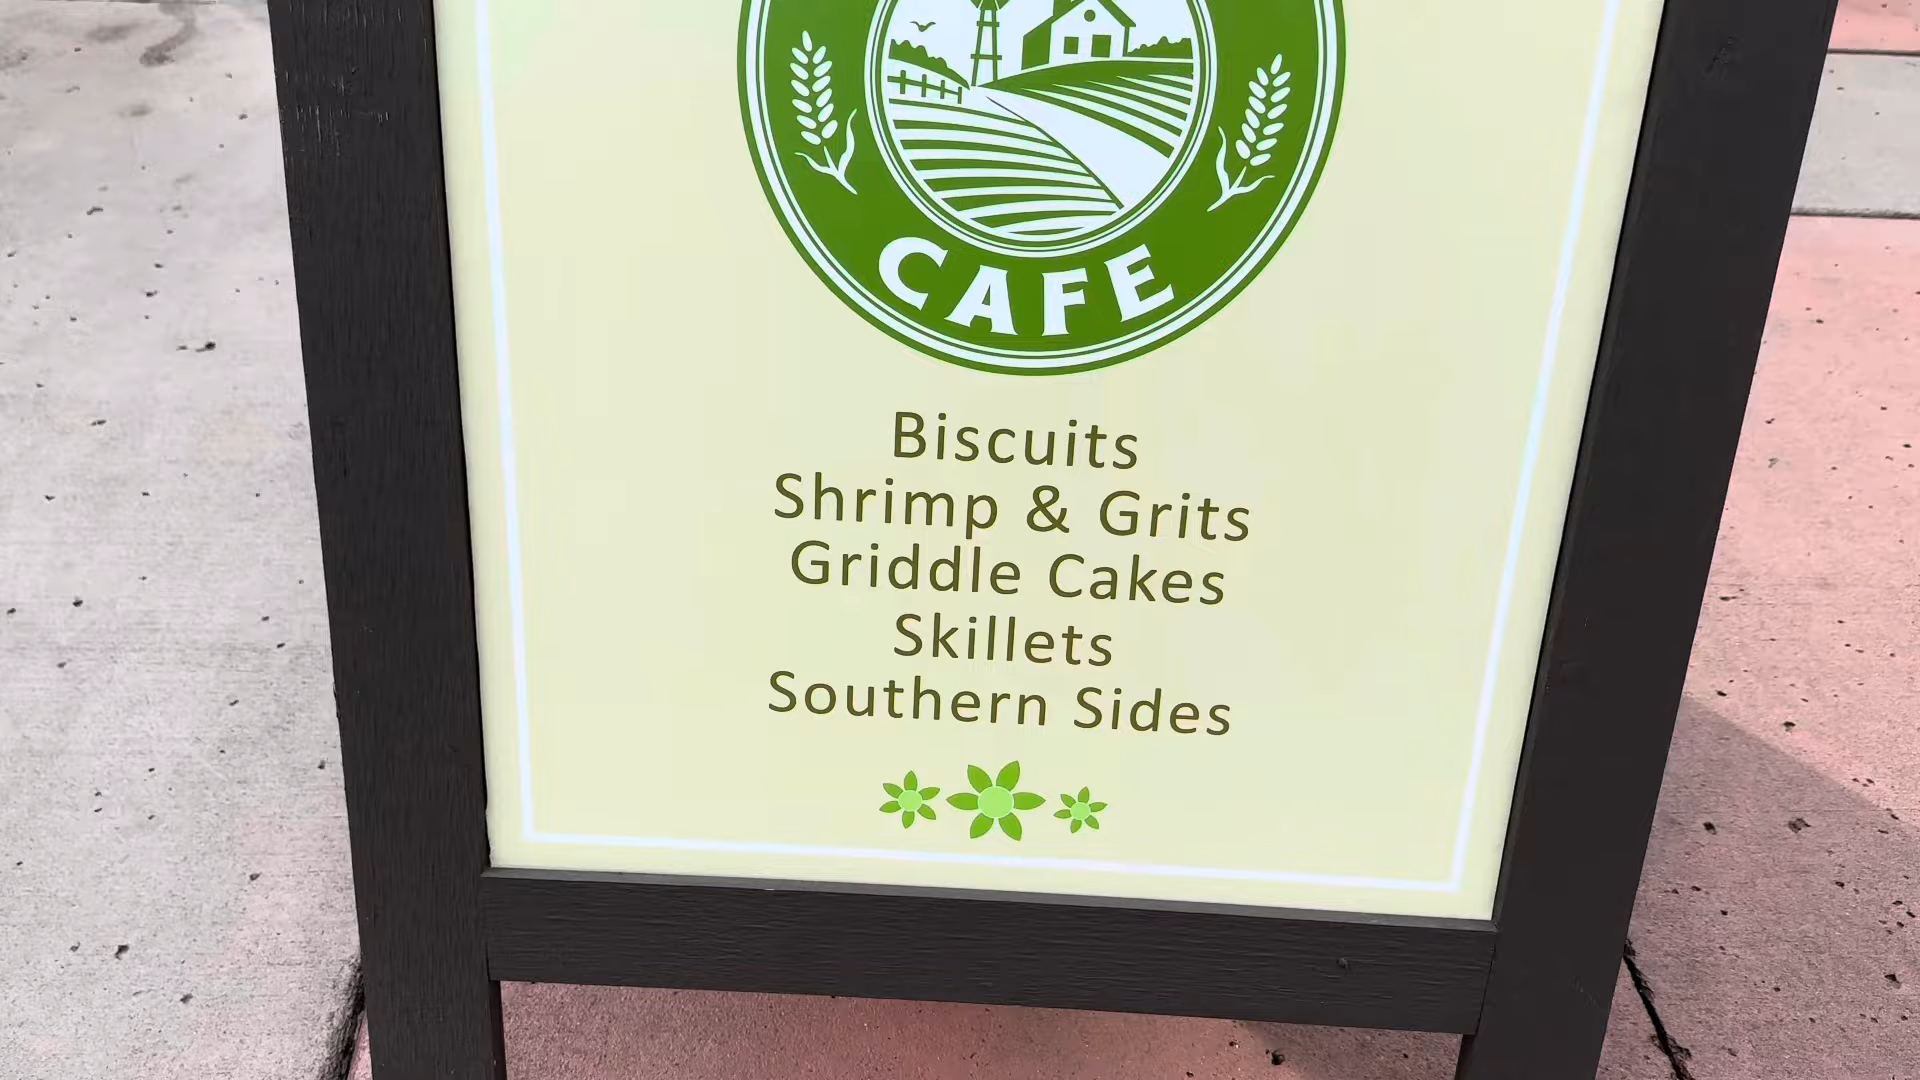 CAFE
Biscuits
Shrimp & Grits
Griddle Cakes
Skillets
Southern Sides